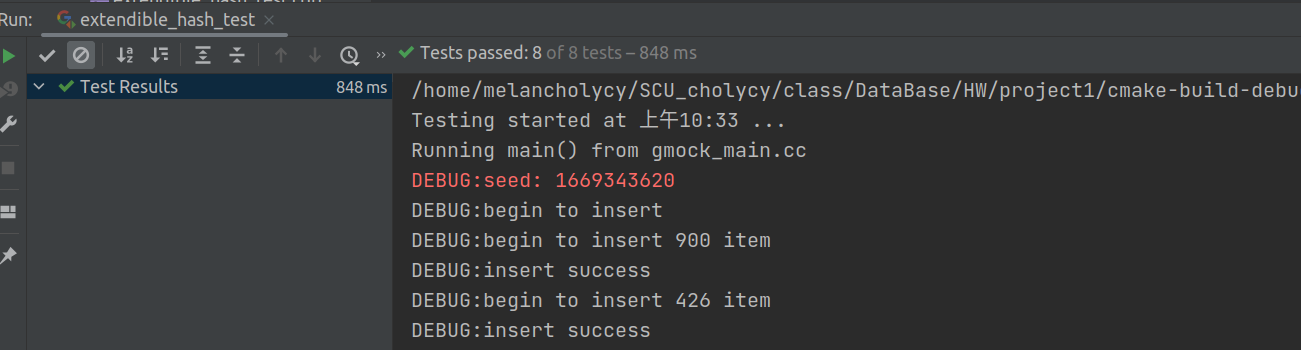 Run: extendible_hash_test
Tests passed: 8 of 8 tests – 848 ms
Test Results 848 ms
/home/melancholycy/SCU_cholycy/class/DataBase/HW/project1/cmake-build-debu
Testing started at 上午10:33 ...
Running main() from gmock_main.cc
DEBUG:seed: 1669343620
DEBUG:begin to insert
DEBUG:begin to insert 900 item
DEBUG:insert success
DEBUG:begin to insert 426 item
DEBUG:insert success